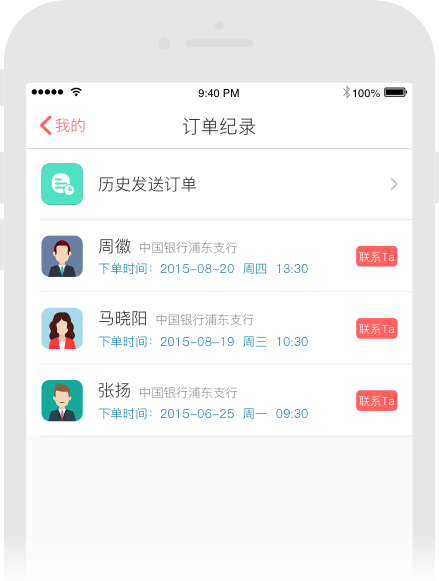 9:40 PM 100%
我的 订单纪录
历史发送订单
周徽 中国银行浦东支行
下单时间：2015-08-20 周四 13:30
联系Ta
马晓阳 中国银行浦东支行
下单时间：2015-08-19 周三 10:30
联系Ta
张扬 中国银行浦东支行
下单时间：2015-06-25 周一 09:30
联系Ta